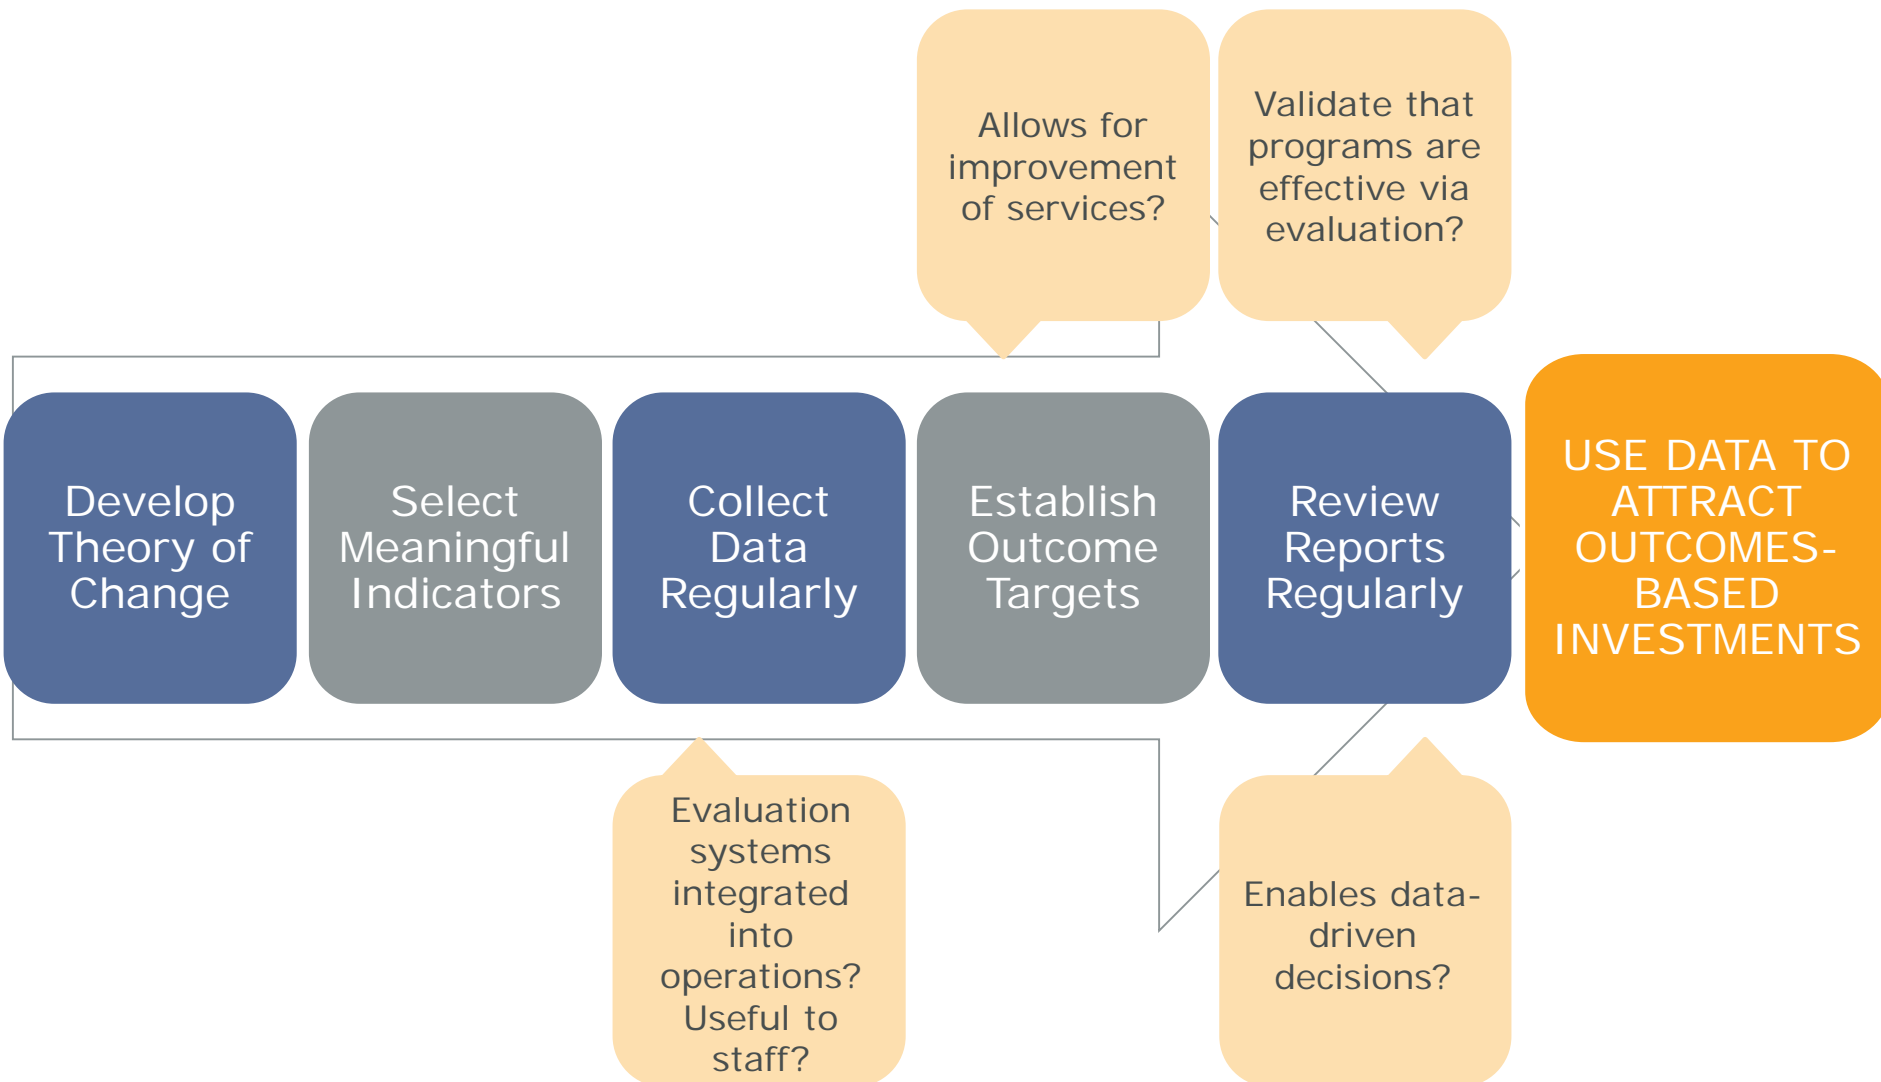 Allows for
improvement
of services?
Validate that
programs are
effective via
evaluation?
Develop
Theory of
Change
Select
Meaningful
Indicators
Collect
Data
Regularly
Establish
Outcome
Targets
Review
Reports
Regularly
USE DATA TO
ATTRACT
OUTCOMES-
BASED
INVESTMENTS
Evaluation
systems
integrated
into
operations?
Useful to
staff?
Enables data-
driven
decisions?